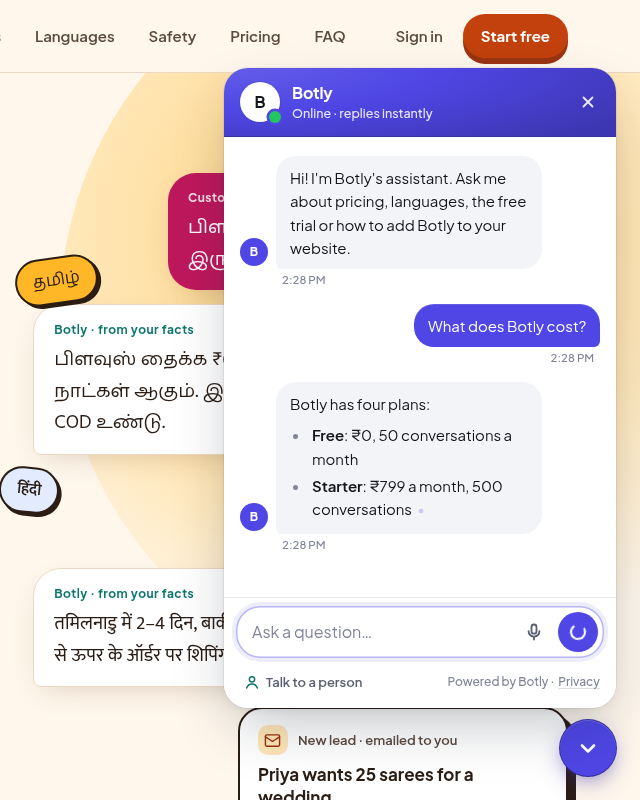 Languages
Safety
Pricing
FAQ
Sign in
Start free
B
Botly
Online · replies instantly
Hi! I'm Botly's assistant. Ask me
about pricing, languages, the free
trial or how to add Botly to your
website.
B
2:28 PM
What does Botly cost?
2:28 PM
Botly has four plans:
• Free: ₹0, 50 conversations a
month
• Starter: ₹799 a month, 500
conversations
B
2:28 PM
Ask a question…
Talk to a person
Powered by Botly · Privacy
தமிழ்
Botly · from your facts
பிளவுஸ் தைக்க
நாட்கள் ஆகும்.
COD உண்டு.
हिंदी
Botly · from your facts
तमिलनाडु में 2–4 दिन,
से ऊपर के ऑर्डर पर
New lead · emailed to you
Priya wants 25 sarees for a
wedding